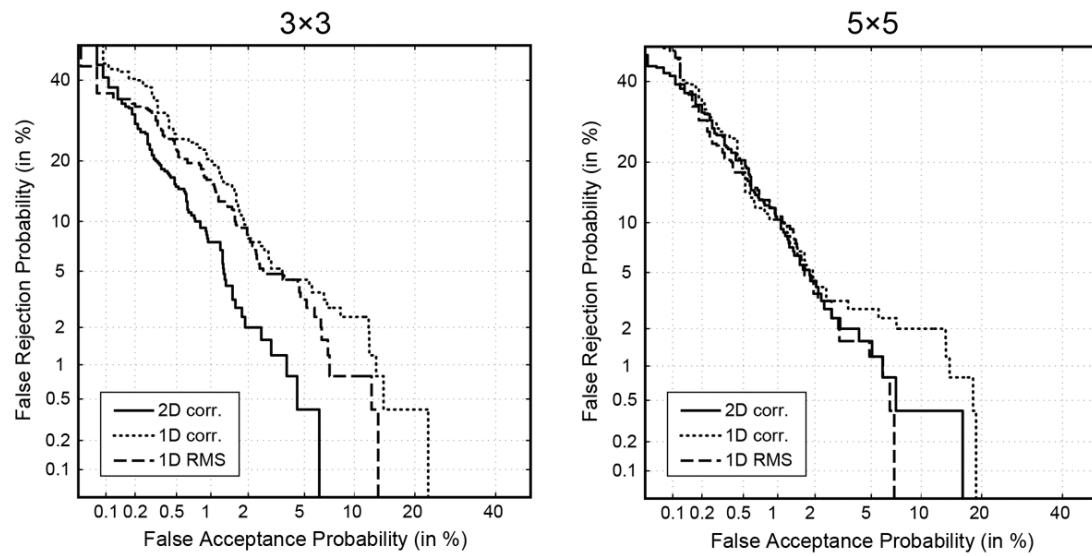 3×3
False Rejection Probability (in %)
40
20
10
5
2
1
0.5
0.2
0.1
2D corr.
1D corr.
1D RMS
0.1 0.2 0.5 1 2 5 10 20 40
False Acceptance Probability (in %)
5×5
False Rejection Probability (in %)
40
20
10
5
2
1
0.5
0.2
0.1
2D corr.
1D corr.
1D RMS
0.1 0.2 0.5 1 2 5 10 20 40
False Acceptance Probability (in %)